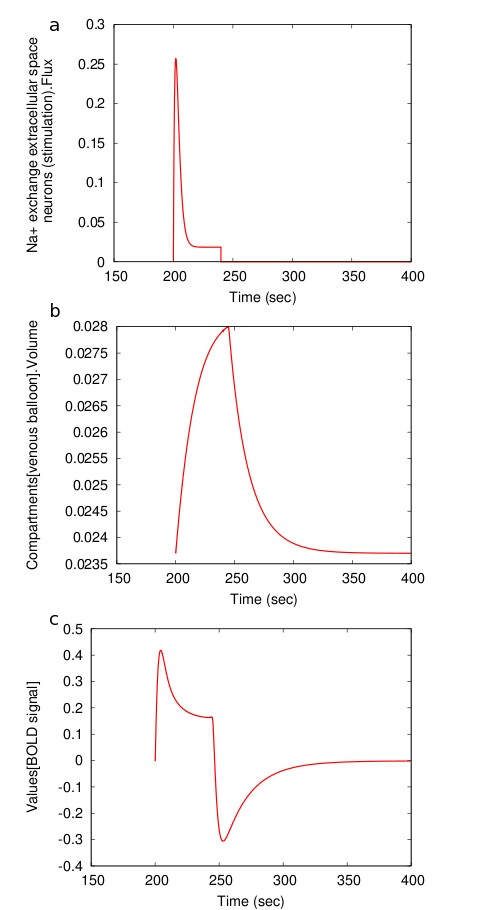 a
Na+ exchange extracellular space
neurons (stimulation).Flux
0.3
0.25
0.2
0.15
0.1
0.05
0
150 200 250 300 350 400
Time (sec)
b
Compartments[venous balloon].Volume
0.028
0.0275
0.027
0.0265
0.026
0.0255
0.025
0.0245
0.024
0.0235
150 200 250 300 350 400
Time (sec)
c
Values[BOLD signal]
0.5
0.4
0.3
0.2
0.1
0
-0.1
-0.2
-0.3
-0.4
150 200 250 300 350 400
Time (sec)